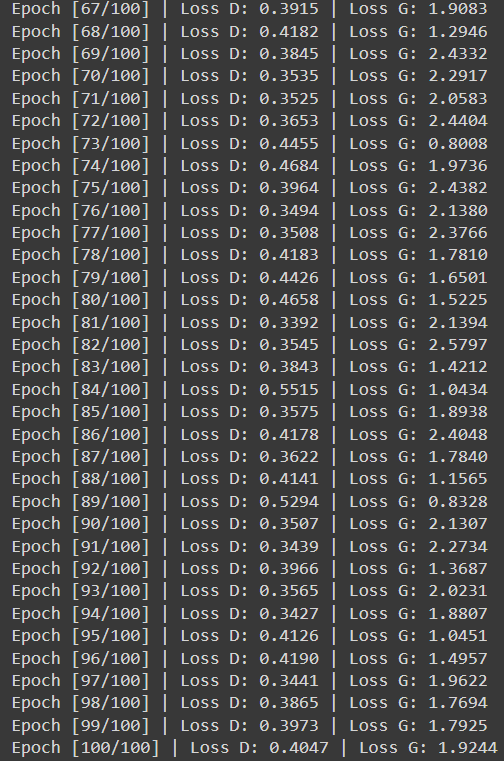 Epoch [67/100] | Loss D: 0.3915 | Loss G: 1.9083
Epoch [68/100] | Loss D: 0.4182 | Loss G: 1.2946
Epoch [69/100] | Loss D: 0.3845 | Loss G: 2.4332
Epoch [70/100] | Loss D: 0.3535 | Loss G: 2.2917
Epoch [71/100] | Loss D: 0.3525 | Loss G: 2.0583
Epoch [72/100] | Loss D: 0.3653 | Loss G: 2.4404
Epoch [73/100] | Loss D: 0.4455 | Loss G: 0.8008
Epoch [74/100] | Loss D: 0.4684 | Loss G: 1.9736
Epoch [75/100] | Loss D: 0.3964 | Loss G: 2.4382
Epoch [76/100] | Loss D: 0.3494 | Loss G: 2.1380
Epoch [77/100] | Loss D: 0.3508 | Loss G: 2.3766
Epoch [78/100] | Loss D: 0.4183 | Loss G: 1.7810
Epoch [79/100] | Loss D: 0.4426 | Loss G: 1.6501
Epoch [80/100] | Loss D: 0.4658 | Loss G: 1.5225
Epoch [81/100] | Loss D: 0.3392 | Loss G: 2.1394
Epoch [82/100] | Loss D: 0.3545 | Loss G: 2.5797
Epoch [83/100] | Loss D: 0.3843 | Loss G: 1.4212
Epoch [84/100] | Loss D: 0.5515 | Loss G: 1.0434
Epoch [85/100] | Loss D: 0.3575 | Loss G: 1.8938
Epoch [86/100] | Loss D: 0.4178 | Loss G: 2.4048
Epoch [87/100] | Loss D: 0.3622 | Loss G: 1.7840
Epoch [88/100] | Loss D: 0.4141 | Loss G: 1.1565
Epoch [89/100] | Loss D: 0.5294 | Loss G: 0.8328
Epoch [90/100] | Loss D: 0.3507 | Loss G: 2.1307
Epoch [91/100] | Loss D: 0.3439 | Loss G: 2.2734
Epoch [92/100] | Loss D: 0.3966 | Loss G: 1.3687
Epoch [93/100] | Loss D: 0.3565 | Loss G: 2.0231
Epoch [94/100] | Loss D: 0.3427 | Loss G: 1.8807
Epoch [95/100] | Loss D: 0.4126 | Loss G: 1.0451
Epoch [96/100] | Loss D: 0.4190 | Loss G: 1.4957
Epoch [97/100] | Loss D: 0.3441 | Loss G: 1.9622
Epoch [98/100] | Loss D: 0.3865 | Loss G: 1.7694
Epoch [99/100] | Loss D: 0.3973 | Loss G: 1.7925
Epoch [100/100] | Loss D: 0.4047 | Loss G: 1.9244